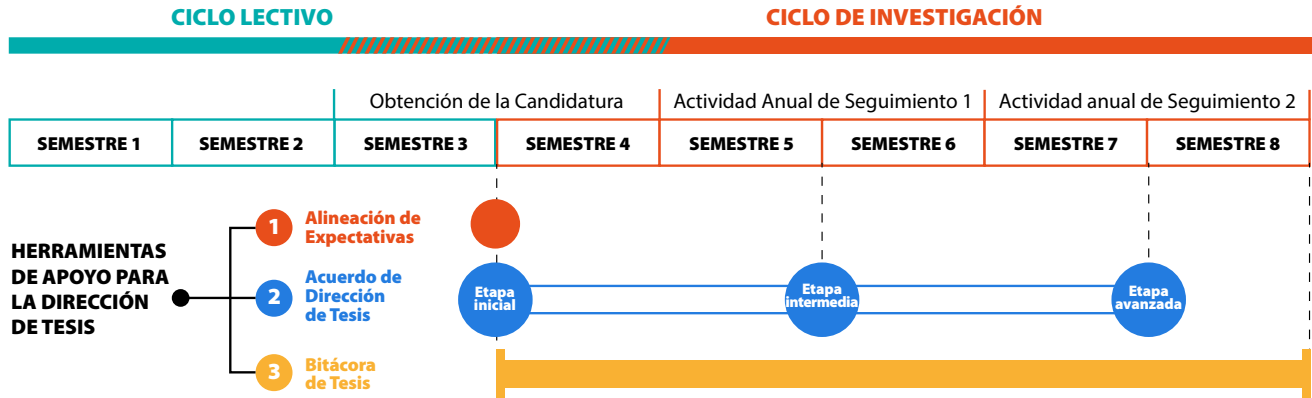 CICLO LECTIVO
CICLO DE INVESTIGACIÓN
Obtención de la Candidatura
Actividad Anual de Seguimiento 1
Actividad anual de Seguimiento 2
SEMESTRE 1
SEMESTRE 2
SEMESTRE 3
SEMESTRE 4
SEMESTRE 5
SEMESTRE 6
SEMESTRE 7
SEMESTRE 8
HERRAMIENTAS
DE APOYO PARA
LA DIRECCIÓN
DE TESIS
1
Alineación de
Expectativas
2
Acuerdo de
Dirección
de Tesis
Etapa
inicial
Etapa
intermedia
Etapa
avanzada
3
Bitácora
de Tesis